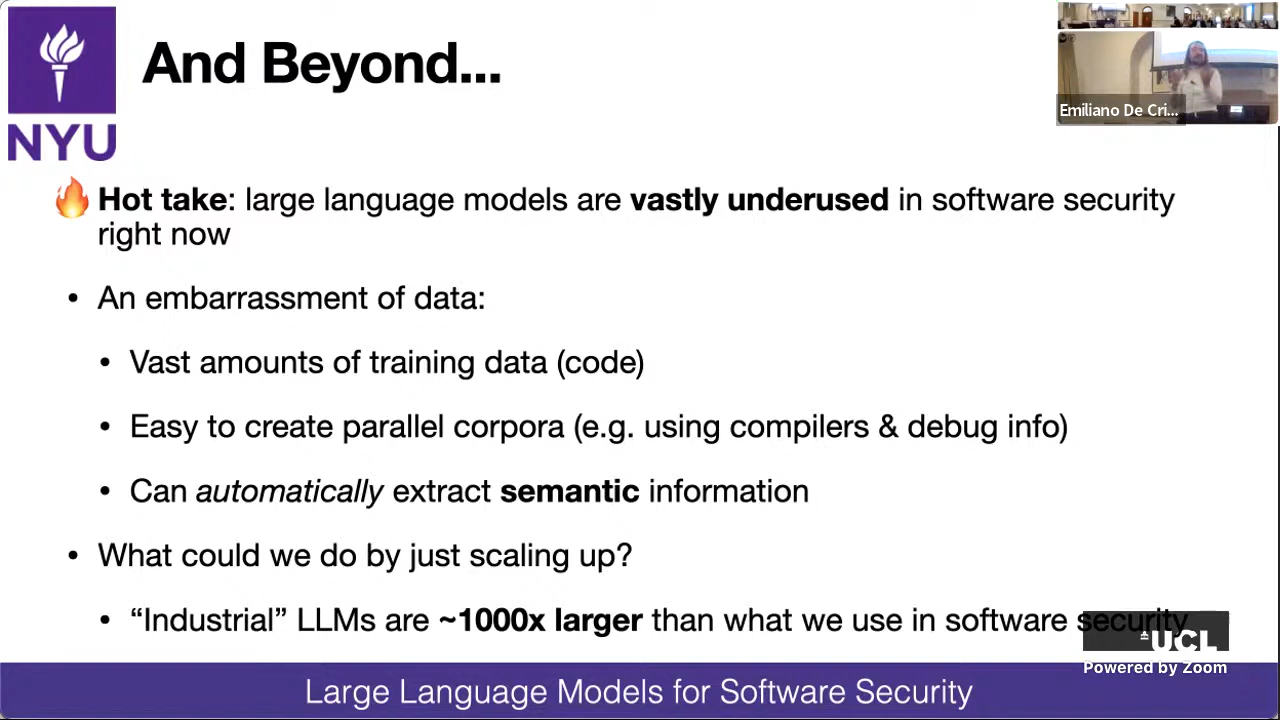 And Beyond...
NYU
Emiliano De Cri...
🔥 Hot take: large language models are vastly underused in software security
right now
• An embarrassment of data:
• Vast amounts of training data (code)
• Easy to create parallel corpora (e.g. using compilers & debug info)
• Can automatically extract semantic information
• What could we do by just scaling up?
• “Industrial” LLMs are ~1000x larger than what we use in software security
UCL
Powered by Zoom
Large Language Models for Software Security